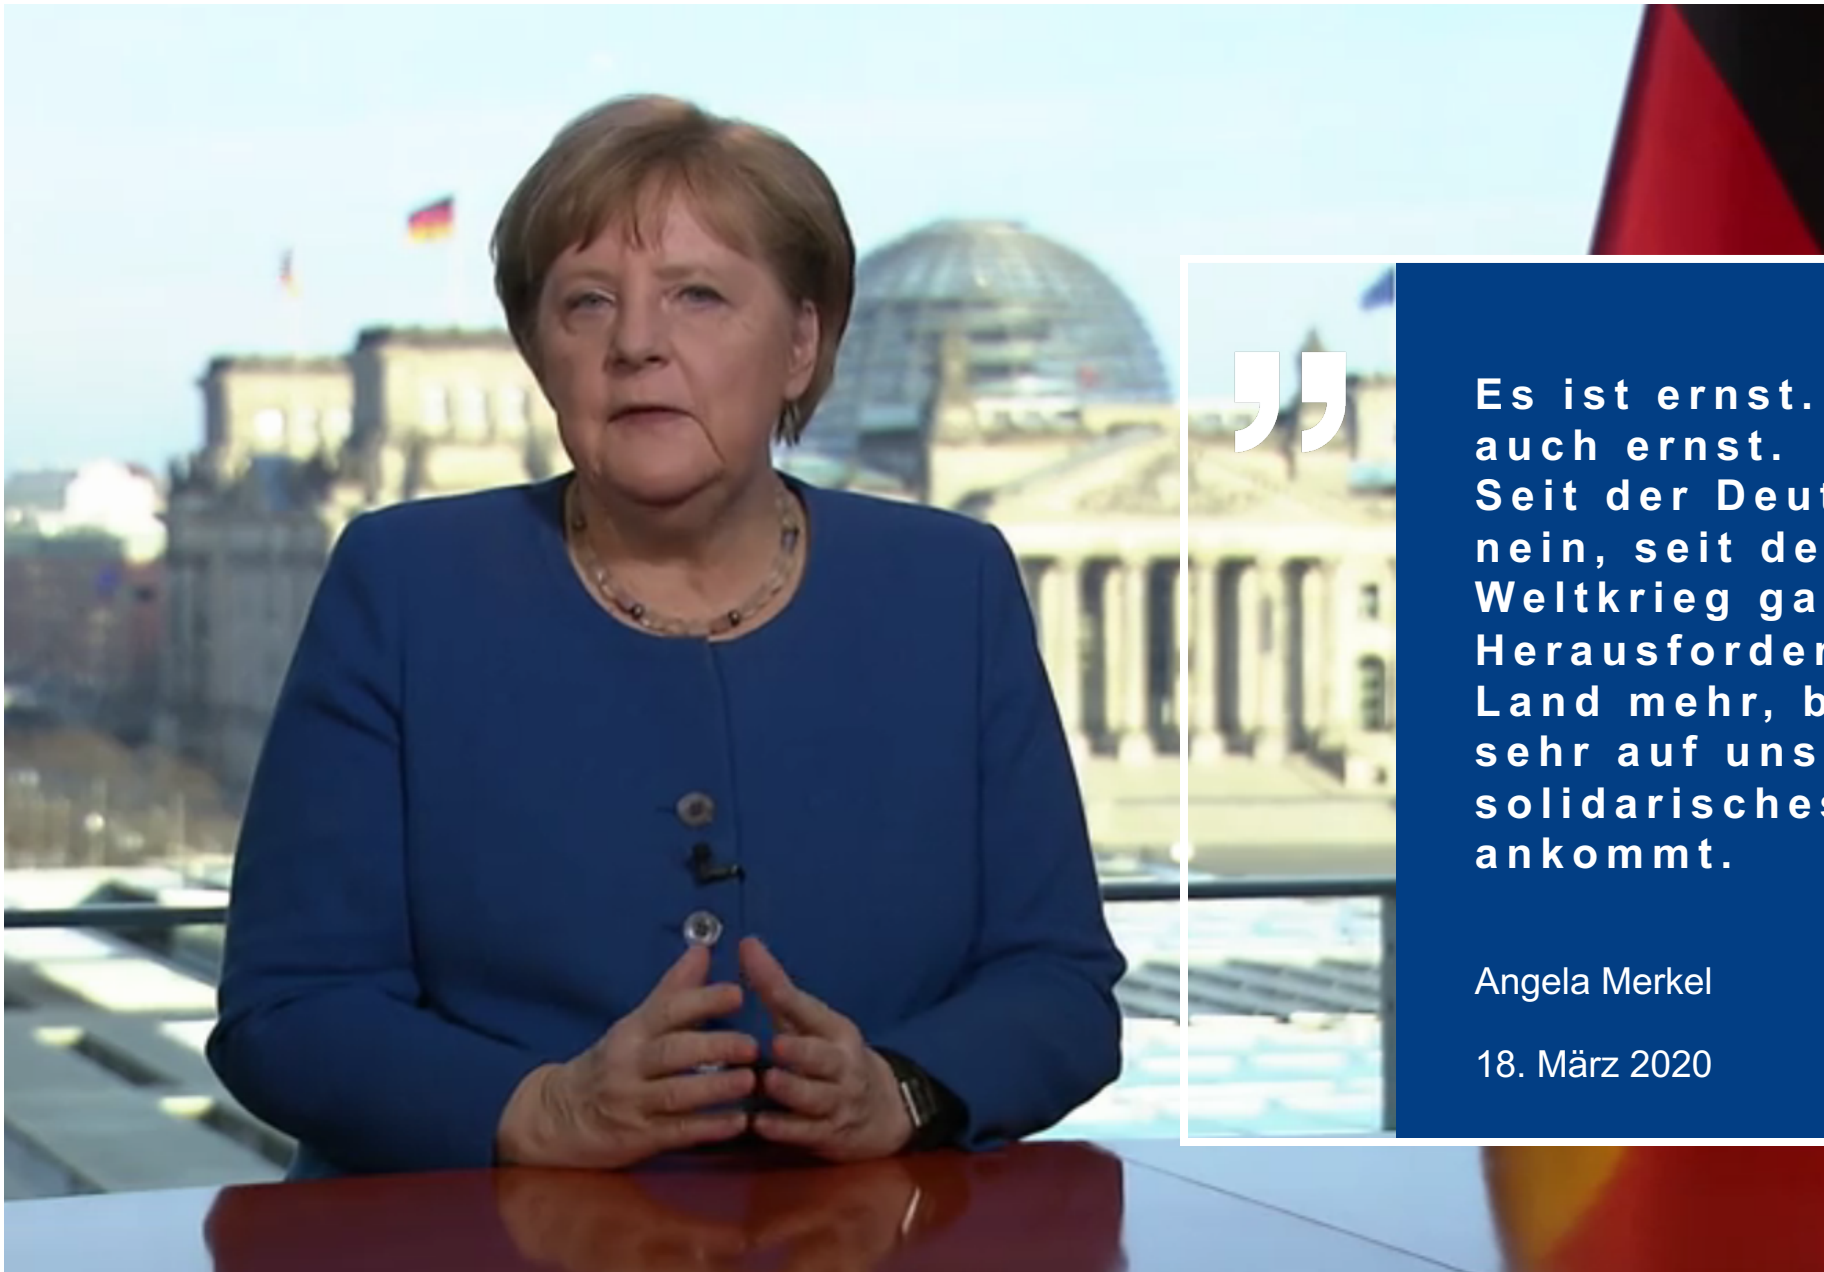 ”
Es ist ernst.
auch ernst.
Seit der
nein, seit
Weltkrieg
Land mehr,
sehr auf uns
ankommt.
Angela Merkel
18. März 2020